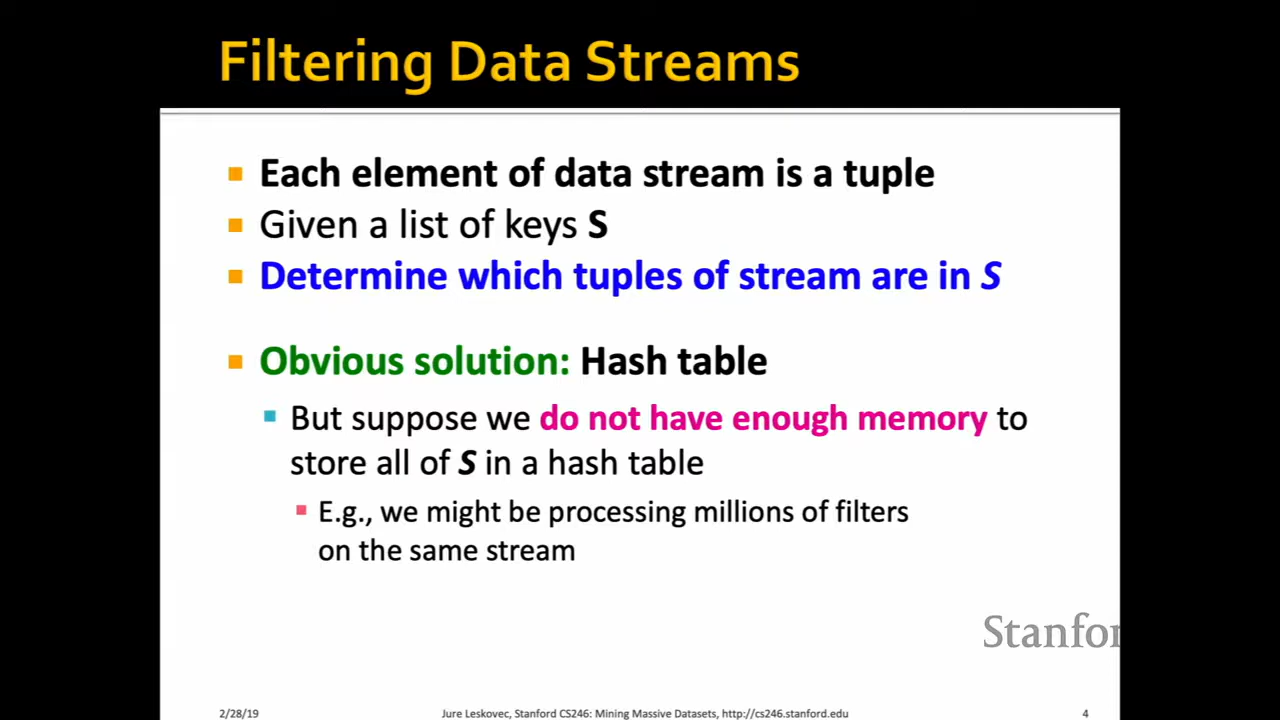 Filtering Data Streams
Each element of data stream is a tuple
Given a list of keys S
Determine which tuples of stream are in S
Obvious solution: Hash table
But suppose we do not have enough memory to
store all of S in a hash table
E.g., we might be processing millions of filters
on the same stream
Stanfor
2/28/19
Jure Leskovec, Stanford CS246: Mining Massive Datasets, http://cs246.stanford.edu
4